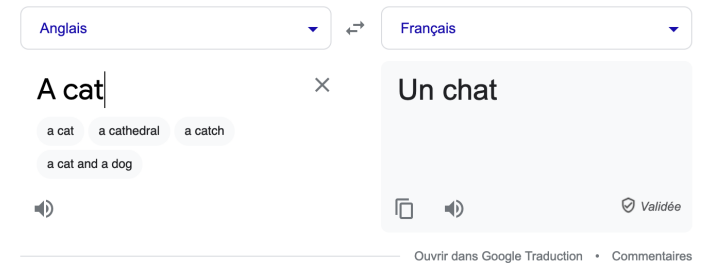 Anglais
Français
A cat
Un chat
a cat
a cathedral
a catch
a cat and a dog
Validée
Ouvrir dans Google Traduction • Commentaires